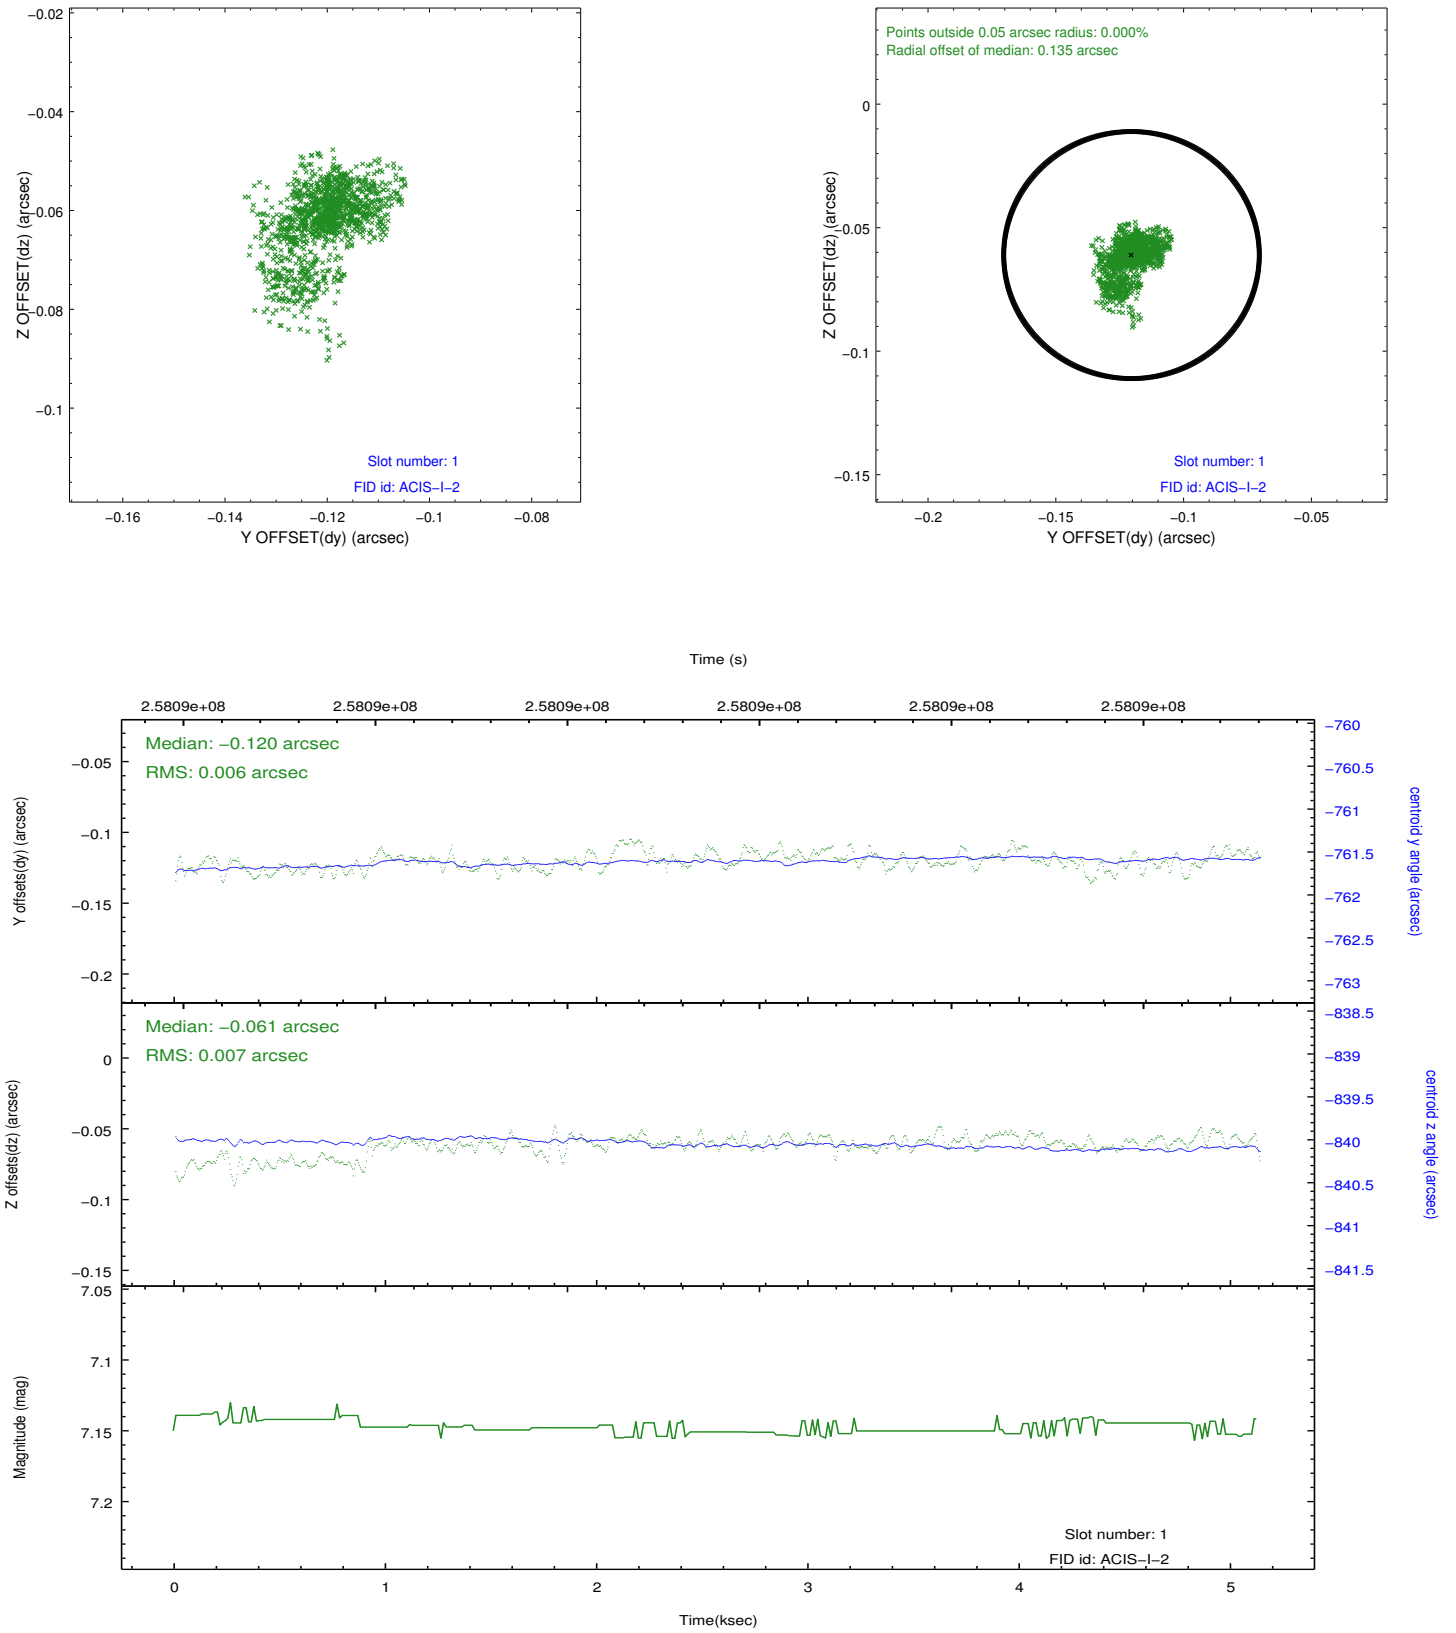 −0.02
−0.04
−0.06
−0.08
−0.1
Z OFFSET(dz) (arcsec)
Slot number: 1
FID id: ACIS−I−2
−0.16 −0.14 −0.12 −0.1 −0.08
Y OFFSET(dy) (arcsec)
Points outside 0.05 arcsec radius: 0.000%
Radial offset of median: 0.135 arcsec
0
−0.05
−0.1
−0.15
Z OFFSET(dz) (arcsec)
Slot number: 1
FID id: ACIS−I−2
−0.2 −0.15 −0.1 −0.05
Y OFFSET(dy) (arcsec)
Time (s)
2.5809e+08 2.5809e+08 2.5809e+08 2.5809e+08 2.5809e+08 2.5809e+08
Median: −0.120 arcsec
RMS: 0.006 arcsec
−0.05
−0.1
−0.15
−0.2
Y offsets(dy) (arcsec)
−760
−760.5
−761
−761.5
−762
−762.5
−763
centroid y angle (arcsec)
Median: −0.061 arcsec
RMS: 0.007 arcsec
0
−0.05
−0.1
−0.15
Z offsets(dz) (arcsec)
−838.5
−839
−839.5
−840
−840.5
−841
−841.5
centroid z angle (arcsec)
7.05
7.1
7.15
7.2
Magnitude (mag)
Slot number: 1
FID id: ACIS−I−2
0 1 2 3 4 5
Time(ksec)